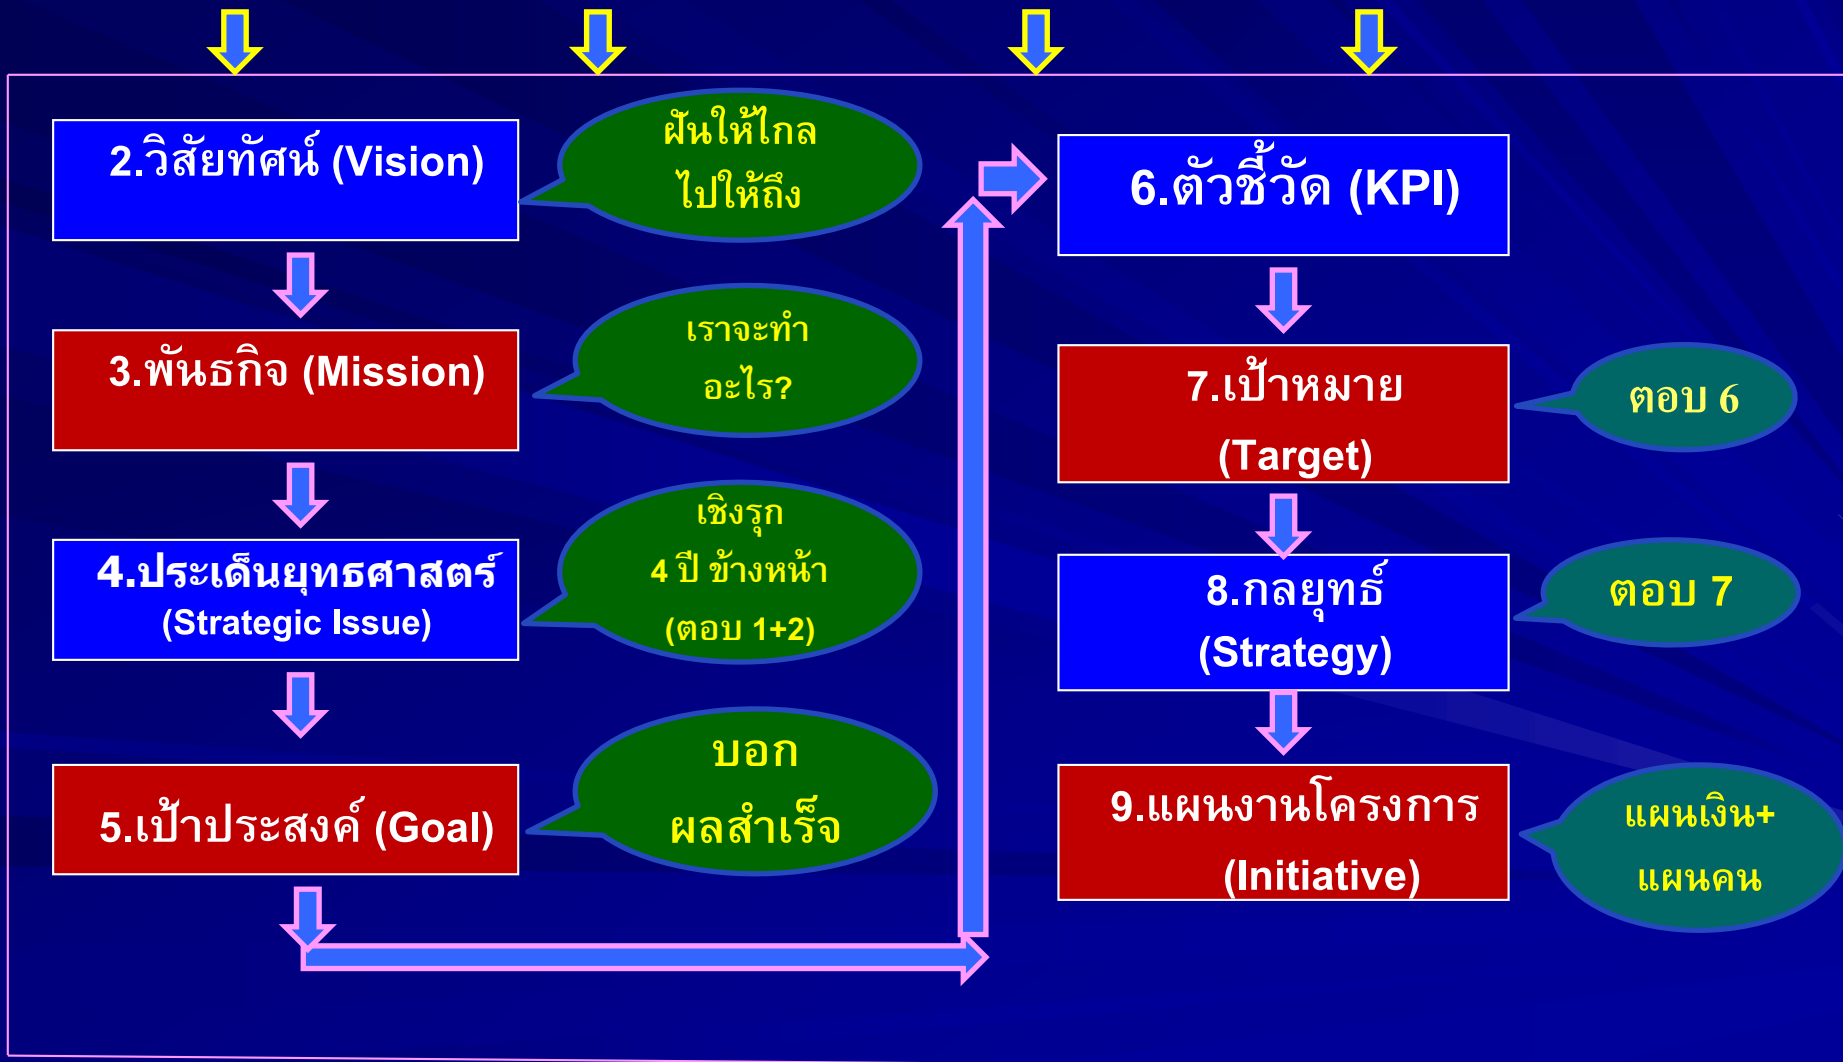 2.วิสัยทัศน์ (Vision)
ฝันให้ไกล
ไปให้ถึง
3.พันธกิจ (Mission)
เราจะทำ
อะไร?
4.ประเด็นยุทธศาสตร์
(Strategic Issue)
เชิงรุก
4 ปี ข้างหน้า
(ตอบ 1+2)
5.เป้าประสงค์ (Goal)
บอก
ผลสำเร็จ
6.ตัวชี้วัด (KPI)
7.เป้าหมาย
(Target)
ตอบ 6
8.กลยุทธ์
(Strategy)
ตอบ 7
9.แผนงานโครงการ
(Initiative)
แผนเงิน+
แผนคน